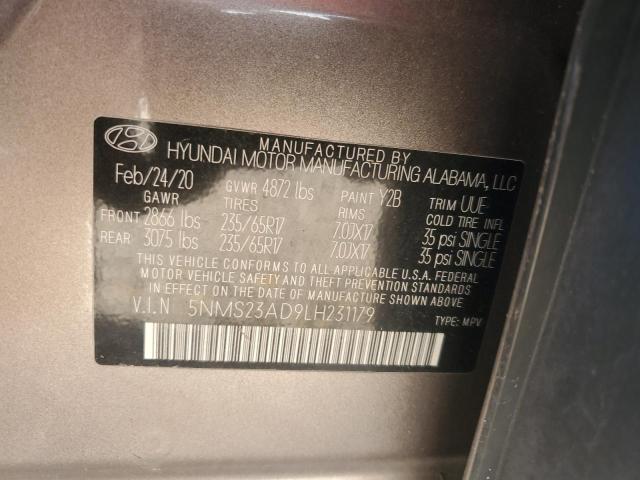 MANUFACTURED BY
HYUNDAI MOTOR MANUFACTURING ALABAMA, LLC
Feb/24/20 GVWR 4872 lbs PAINT Y2B TRIM UUE
GAWR TIRES RIMS COLD TIRE INFL
FRONT 2866 lbs 235/65R17 7.0JX17 35 psi SINGLE
REAR 3075 lbs 235/65R17 7.0JX17 35 psi SINGLE
THIS VEHICLE CONFORMS TO ALL APPLICABLE U.S.A. FEDERAL
MOTOR VEHICLE SAFETY AND THEFT PREVENTION STANDARDS
IN EFFECT ON THE DATE OF MANUFACTURE SHOWN ABOVE.
V.I.N 5NMS23AD9LH231179
TYPE: MPV